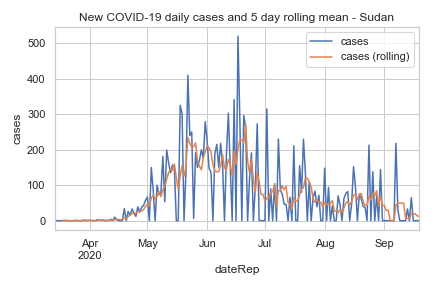 New COVID-19 daily cases and 5 day rolling mean - Sudan
cases
cases (rolling)
500
400
300
200
100
0
cases
Apr
2020
May
Jun
Jul
Aug
Sep
dateRep